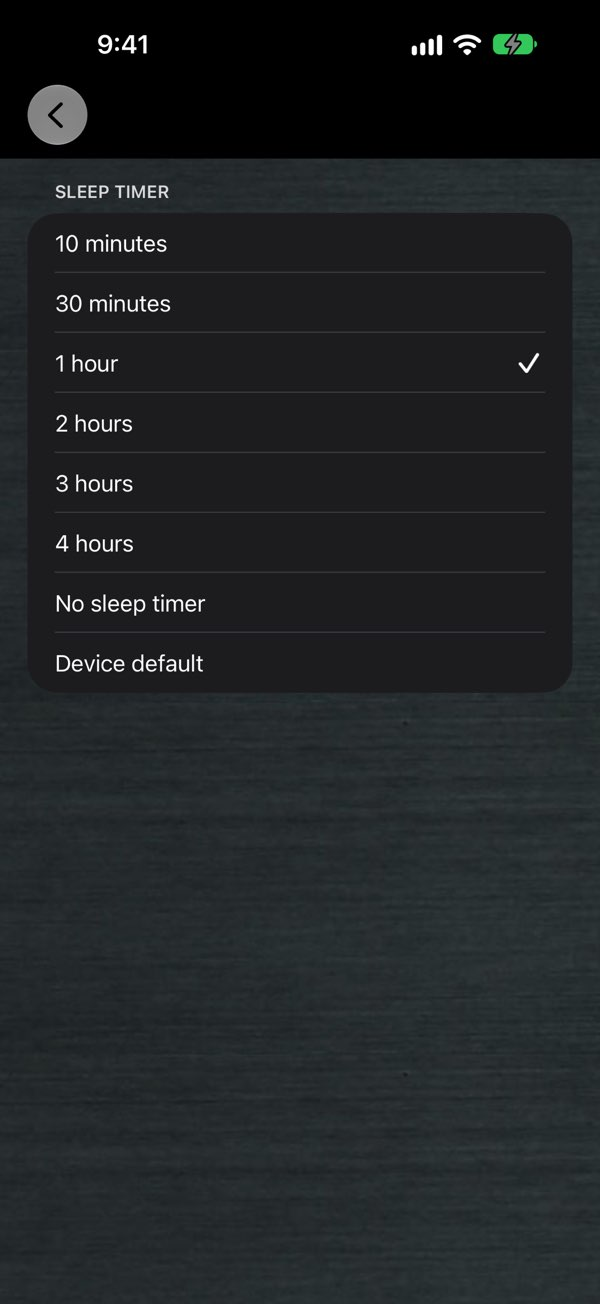 9:41
SLEEP TIMER
10 minutes
30 minutes
1 hour
2 hours
3 hours
4 hours
No sleep timer
Device default